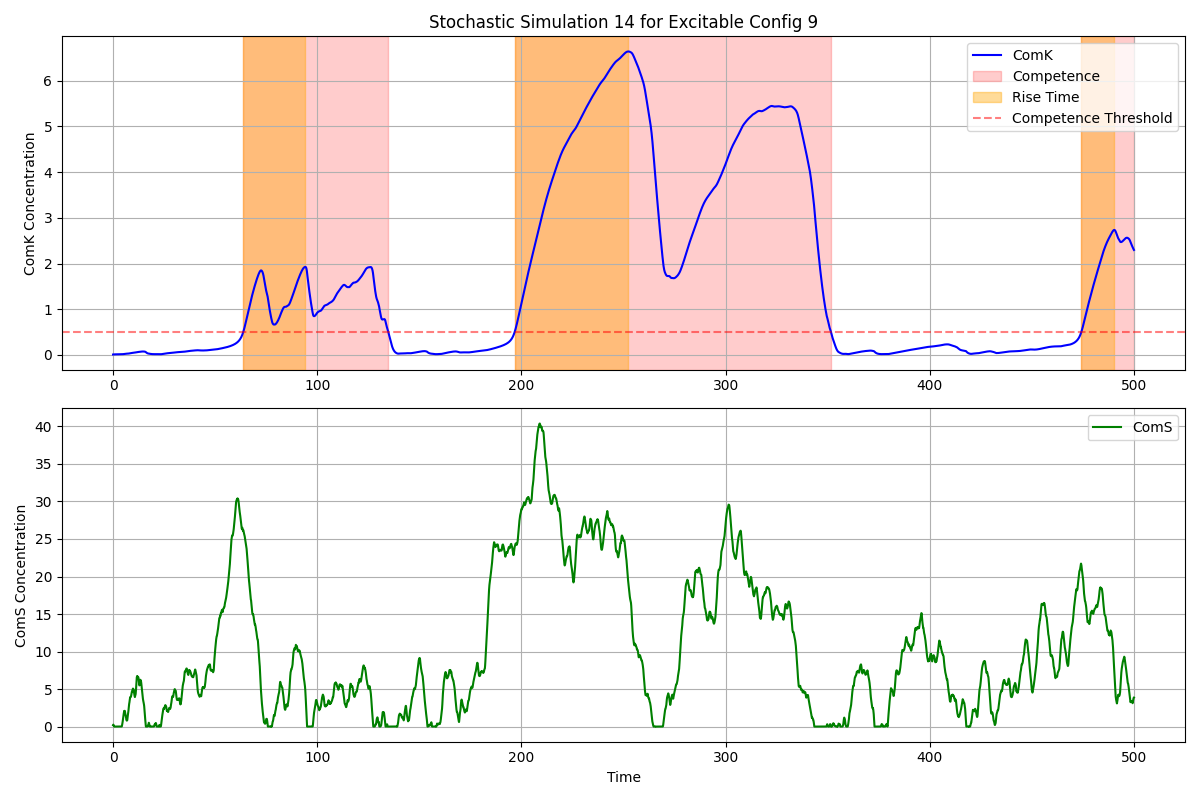 Stochastic Simulation 14 for Excitable Config 9
ComK Concentration
6
5
4
3
2
1
0
ComK
Competence
Rise Time
Competence Threshold
0 100 200 300 400 500
ComS Concentration
40
35
30
25
20
15
10
5
0
ComS
0 100 200 300 400 500
Time